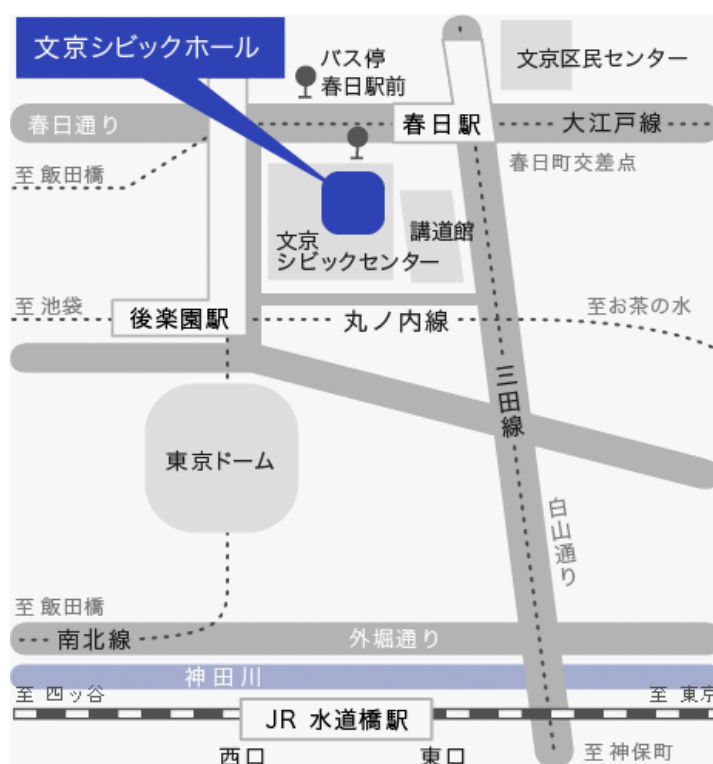 文京シビックホール
バス停
春日駅前
文京区民センター
春日通り
春日駅
大江戸線
春日町交差点
至 飯田橋
講道館
文京
シビックセンター
至 池袋
後楽園駅
丸ノ内線
至お茶の水
三田線
東京ドーム
白山通り
至 飯田橋
南北線
外堀通り
神田川
至 四ッ谷
至 東京
JR 水道橋駅
西口
東口
至 神保町